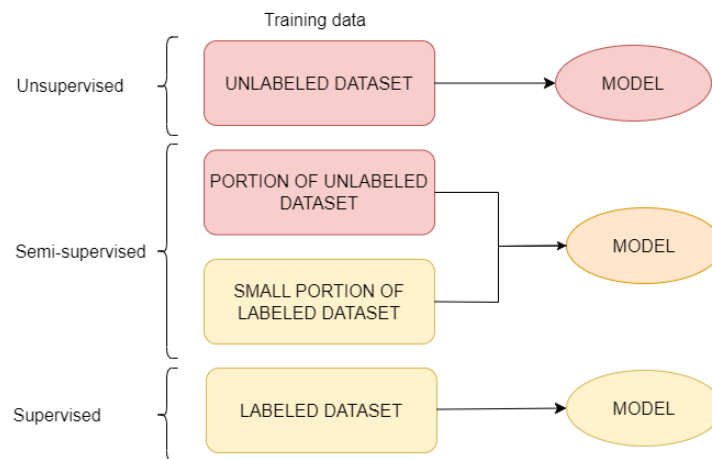 Training data
Unsupervised
UNLABELED DATASET
MODEL
Semi-supervised
PORTION OF UNLABELED
DATASET
SMALL PORTION OF
LABELED DATASET
MODEL
Supervised
LABELED DATASET
MODEL